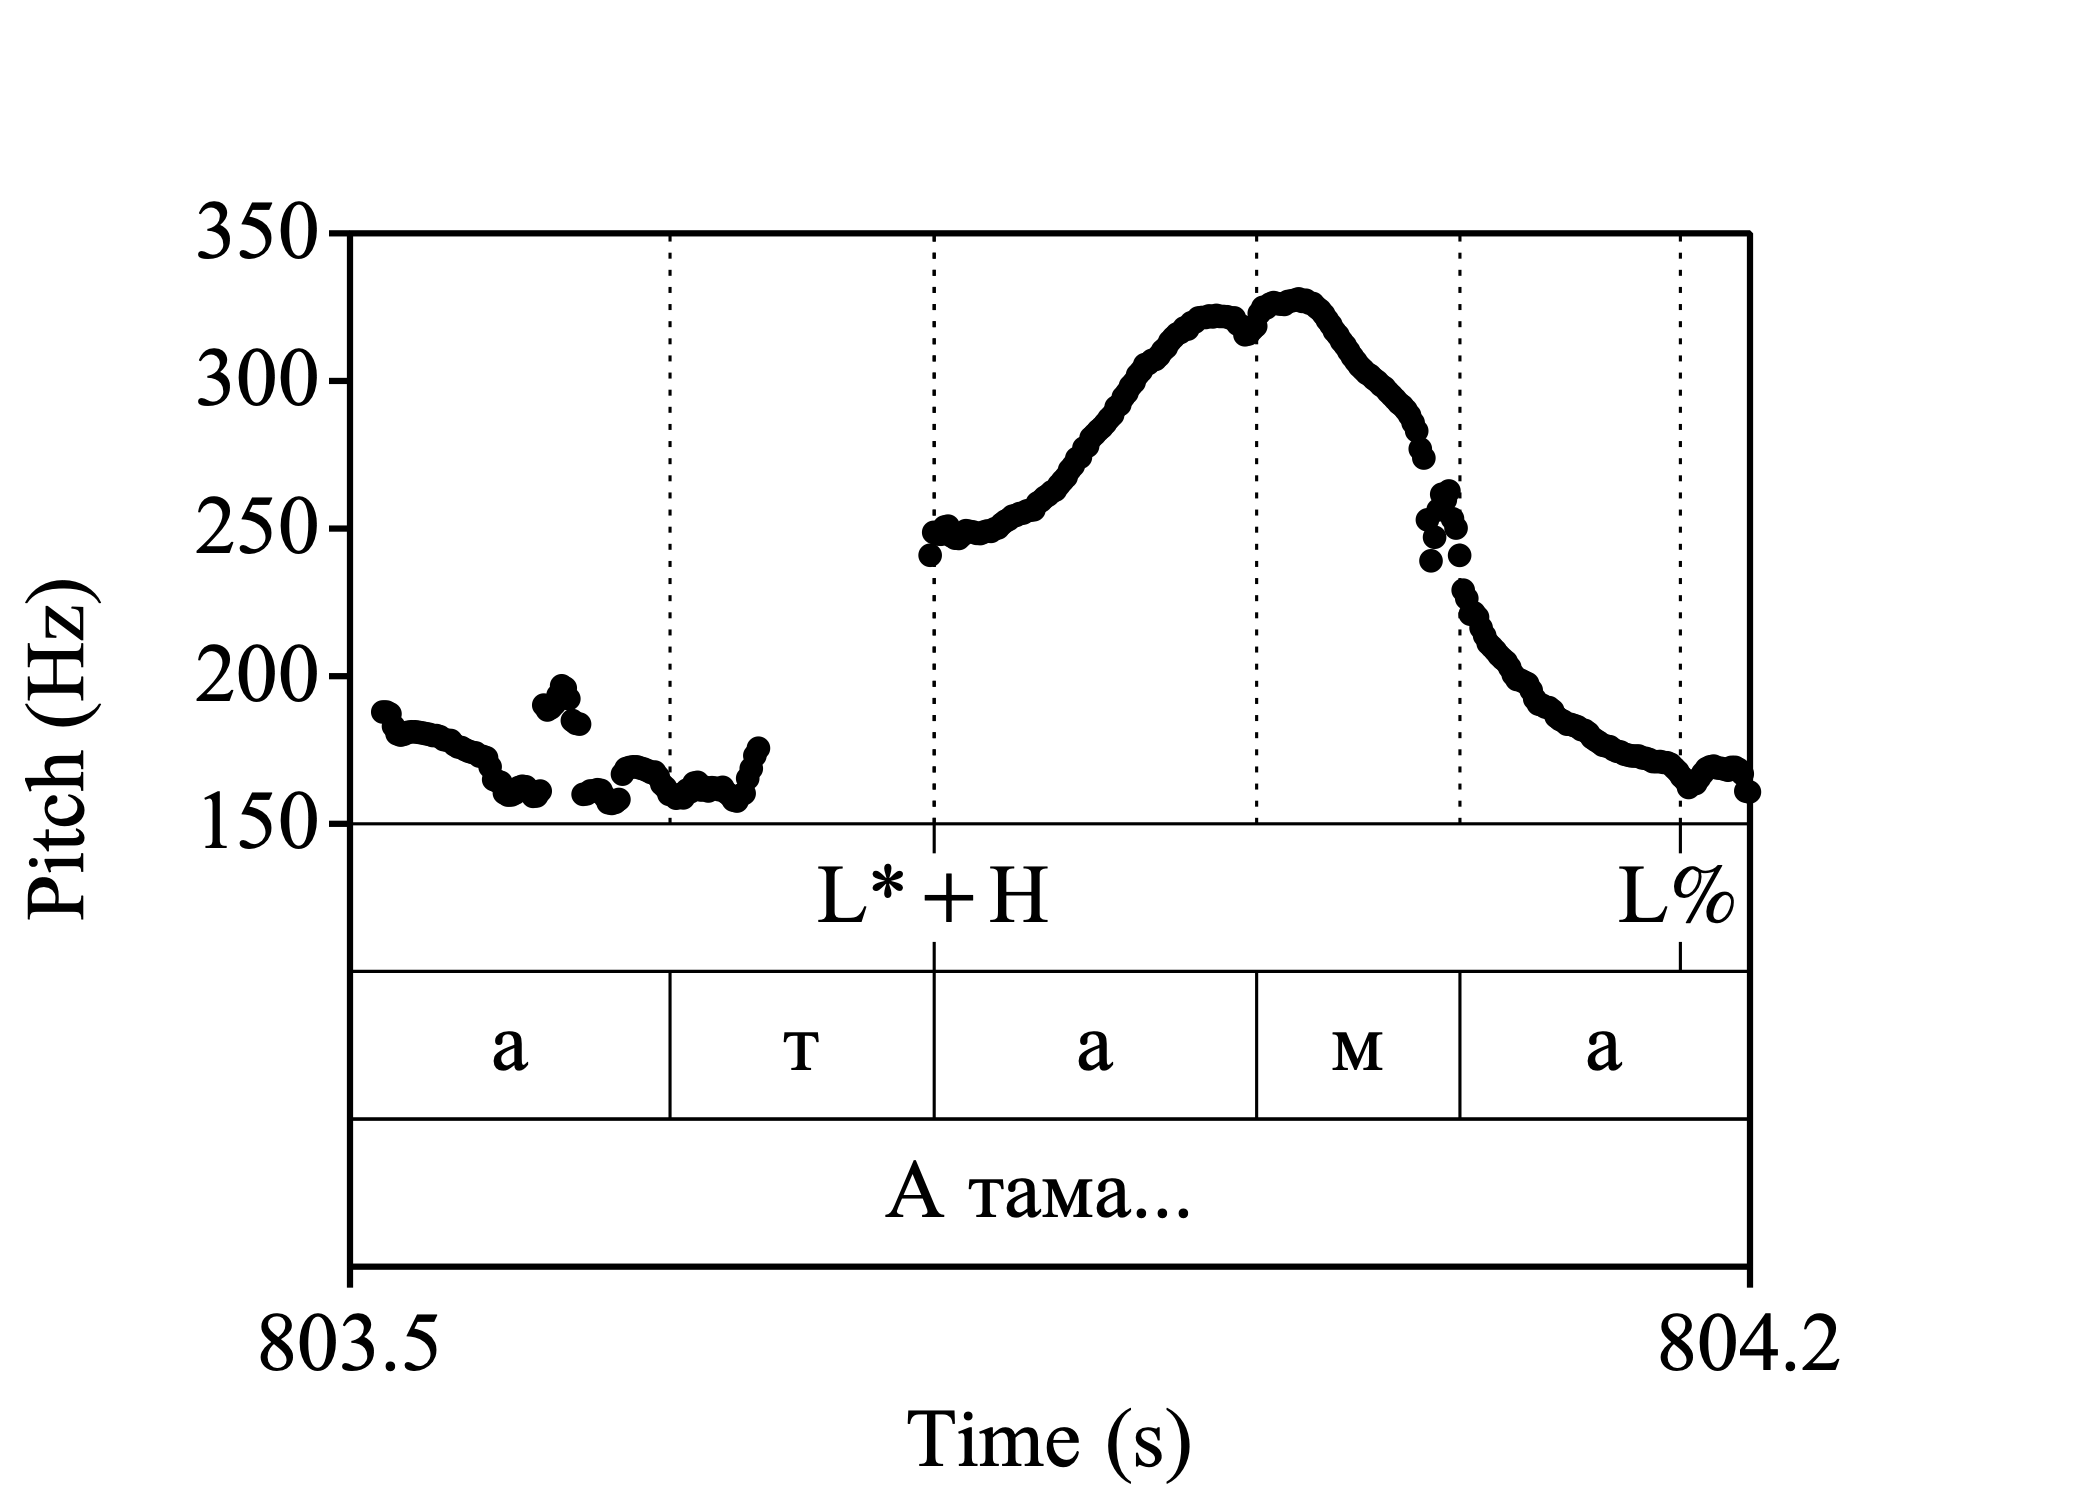 350
300
250
200
150
Pitch (Hz)
L* + H L%
а т а м а
А тама...
803.5 804.2
Time (s)